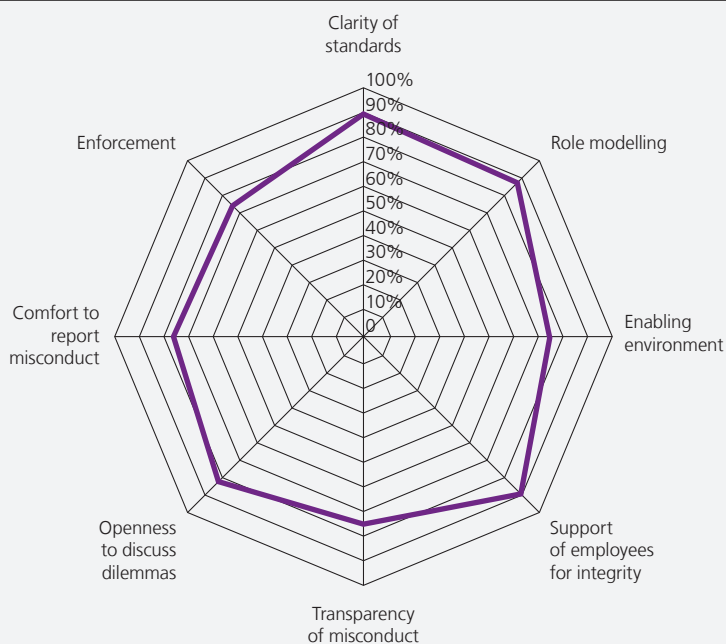 Clarity of
standards
100%
90%
80%
70%
60%
50%
40%
30%
20%
10%
0
Role modelling
Enabling
environment
Support
of employees
for integrity
Transparency
of misconduct
Openness
to discuss
dilemmas
Comfort to
report
misconduct
Enforcement